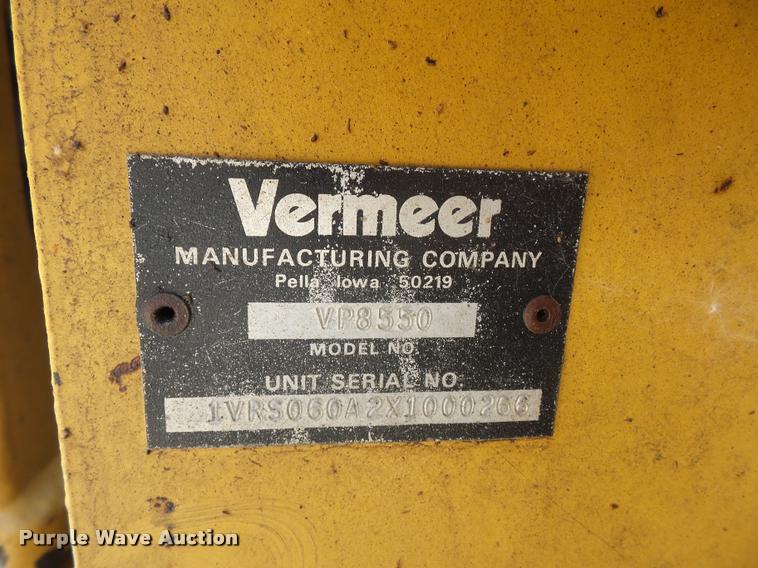 Vermeer
MANUFACTURING COMPANY
Pella Iowa 50219
VP8550
MODEL NO.
UNIT SERIAL NO.
1VRS060A2X1000266
Purple Wave Auction